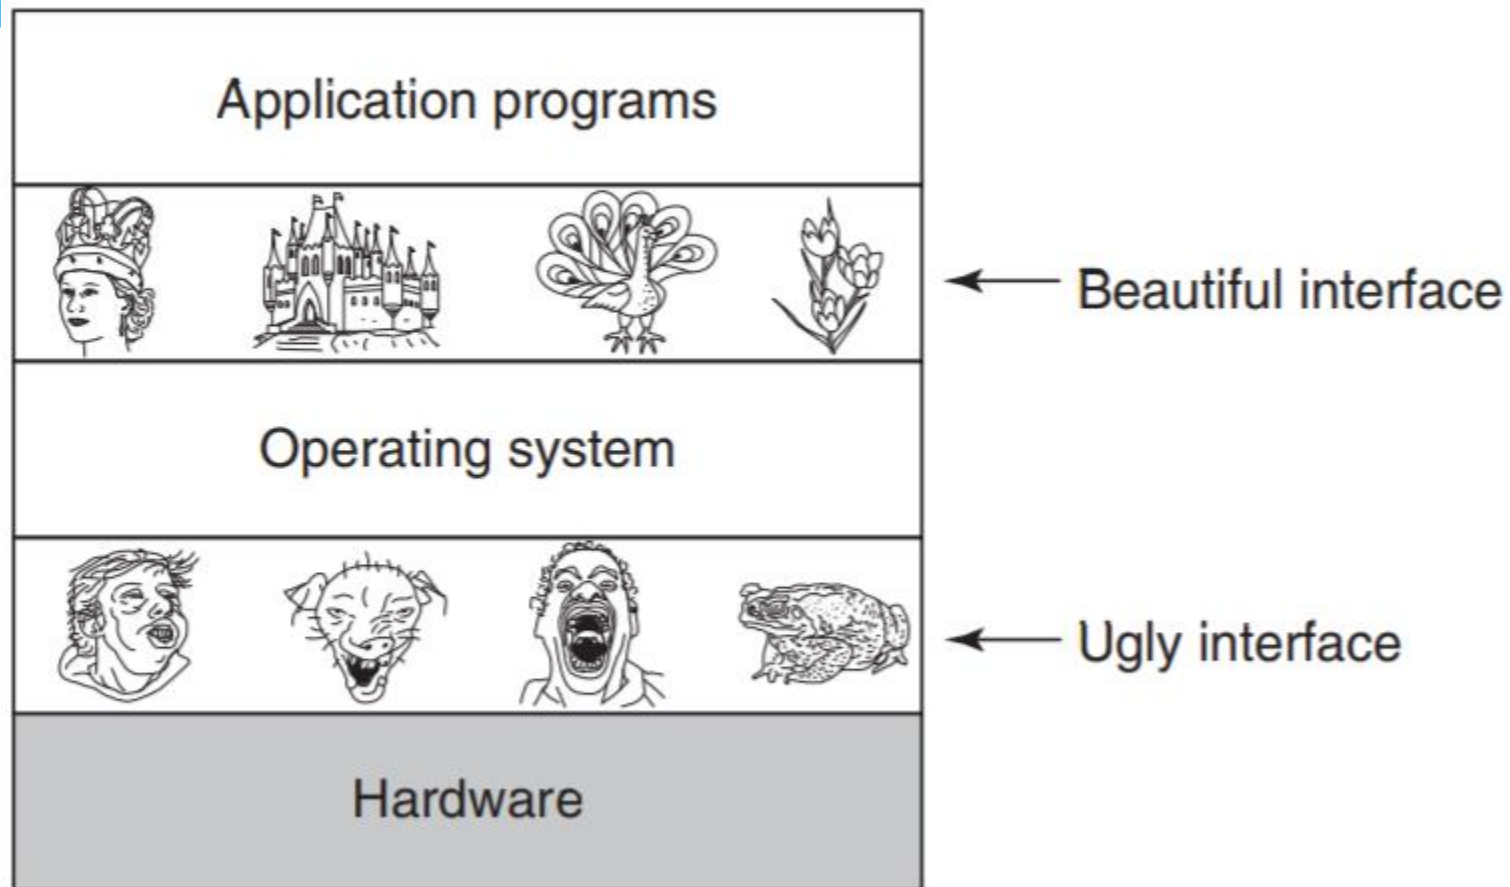 Application programs
Beautiful interface
Operating system
Ugly interface
Hardware